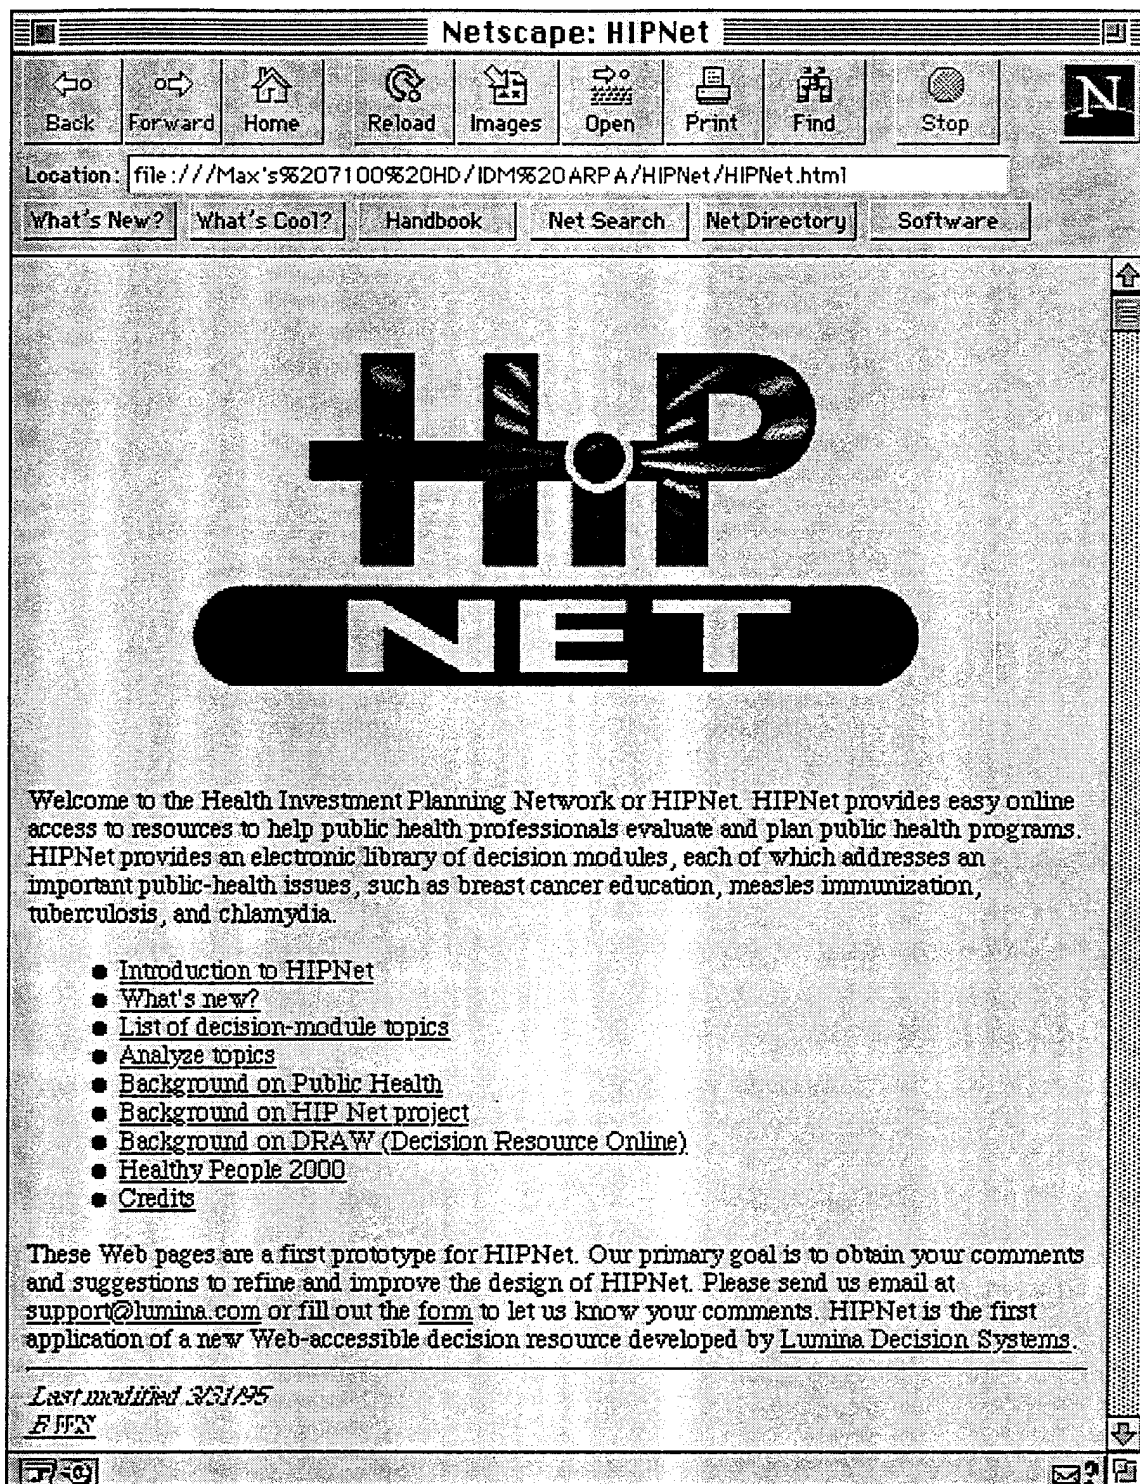 Netscape: HIPNet
Back Forward Home Reload Images Open Print Find Stop
N
Location: file:///Max's%207100%20HD/IDM%20ARPA/HIPNet/HIPNet.html
What's New? What's Cool? Handbook Net Search Net Directory Software
HiP
NET
Welcome to the Health Investment Planning Network or HIPNet. HIPNet provides easy online
access to resources to help public health professionals evaluate and plan public health programs.
HIPNet provides an electronic library of decision modules, each of which addresses an
important public-health issues, such as breast cancer education, measles immunization,
tuberculosis, and chlamydia.
● Introduction to HIPNet
● What's new?
● List of decision-module topics
● Analyze topics
● Background on Public Health
● Background on HIP Net project
● Background on DRAW (Decision Resource Online)
● Healthy People 2000
● Credits
These Web pages are a first prototype for HIPNet. Our primary goal is to obtain your comments
and suggestions to refine and improve the design of HIPNet. Please send us email at
support@lumina.com or fill out the form to let us know your comments. HIPNet is the first
application of a new Web-accessible decision resource developed by Lumina Decision Systems.
Last modified 3/31/95